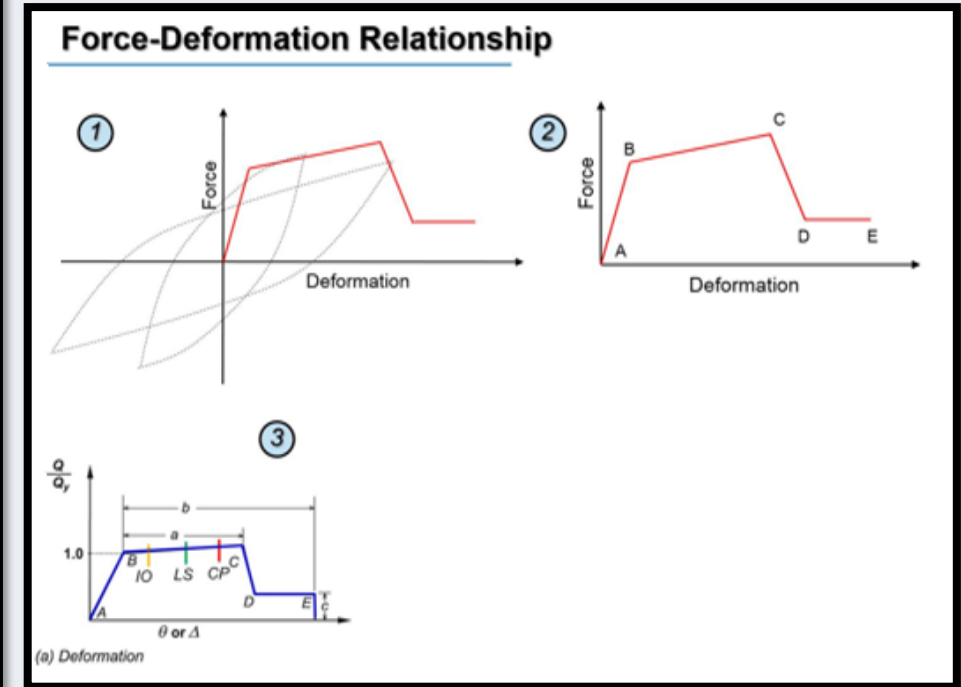 Force-Deformation Relationship
1
Force
Deformation
2
Force
A
B
C
D
E
Deformation
3
Q
Qy
1.0
b
a
A
B
IO
LS
CP
C
D
E
c
θ or Δ
(a) Deformation